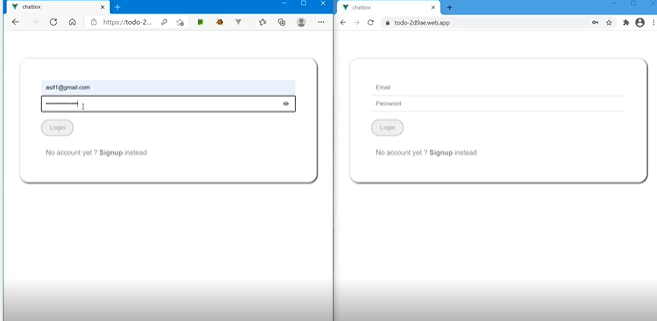 chatbox
https://todo-2...
asif1@gmail.com
Login
No account yet ? Signup instead
chatbox
todo-2d9ae.web.app
Email :
Password
Login
No account yet ? Signup instead